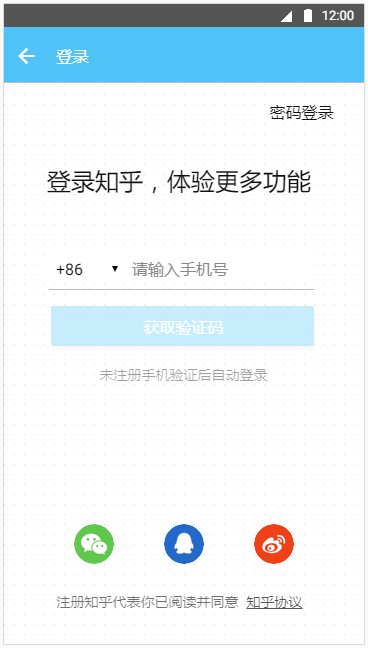 12:00
登录
密码登录
登录知乎，体验更多功能
+86 ▼ 请输入手机号
获取验证码
未注册手机验证后自动登录
注册知乎代表你已阅读并同意 知乎协议